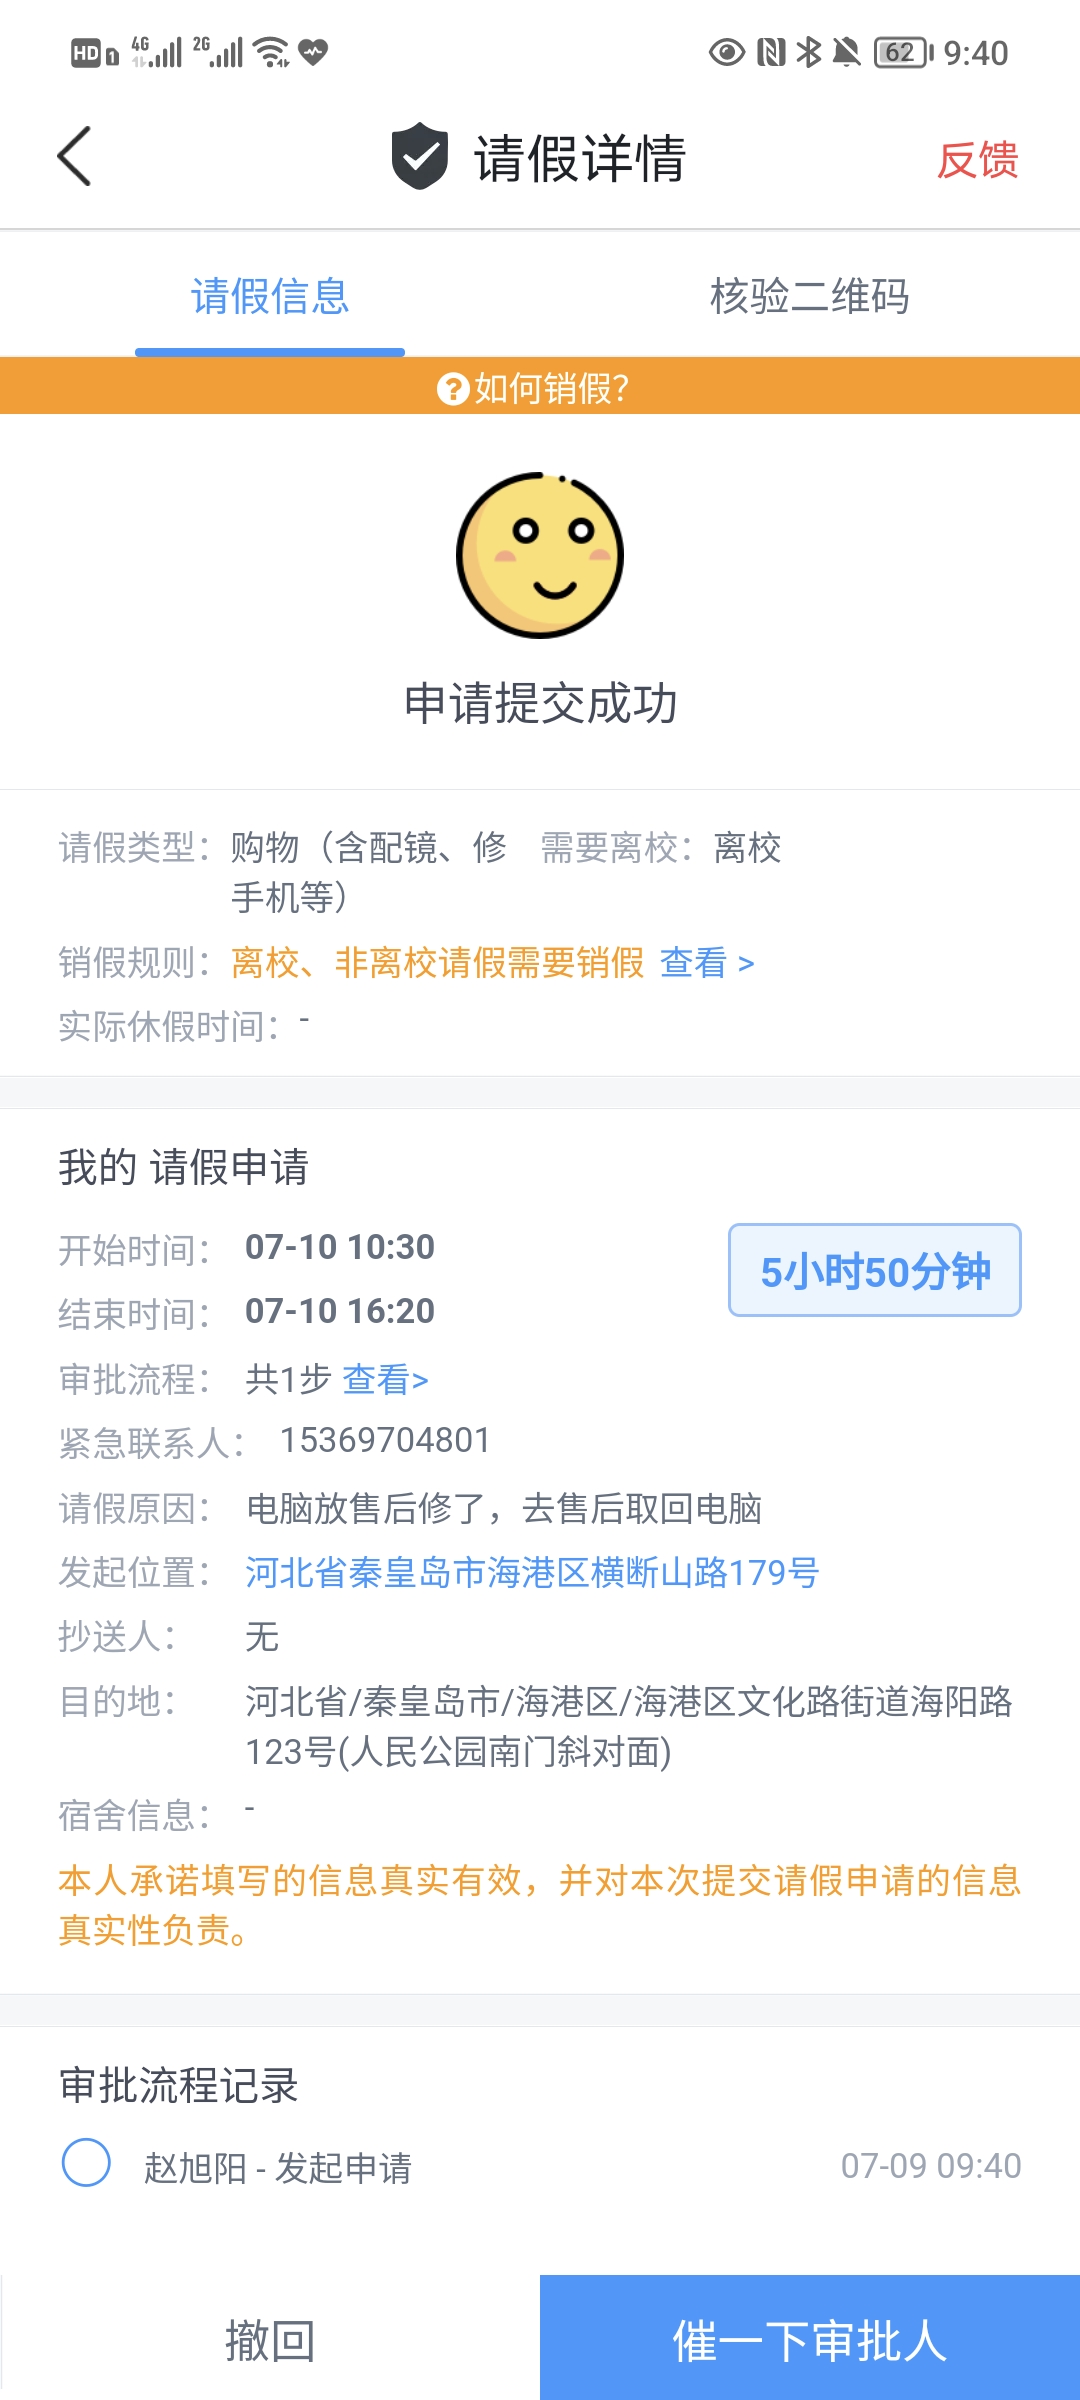 HD 1 4G 2G 62 9:40
请假详情 反馈
请假信息 核验二维码
?如何销假?
申请提交成功
请假类型: 购物（含配镜、修 需要离校: 离校
手机等）
销假规则: 离校、非离校请假需要销假 查看 >
实际休假时间: -
我的 请假申请
开始时间: 07-10 10:30
5小时50分钟
结束时间: 07-10 16:20
审批流程: 共1步 查看>
紧急联系人: 15369704801
请假原因: 电脑放售后修了，去售后取回电脑
发起位置: 河北省秦皇岛市海港区横断山路179号
抄送人: 无
目的地: 河北省/秦皇岛市/海港区/海港区文化路街道海阳路
123号(人民公园南门斜对面)
宿舍信息: -
本人承诺填写的信息真实有效，并对本次提交请假申请的信息
真实性负责。
审批流程记录
赵旭阳 - 发起申请 07-09 09:40
撤回 催一下审批人